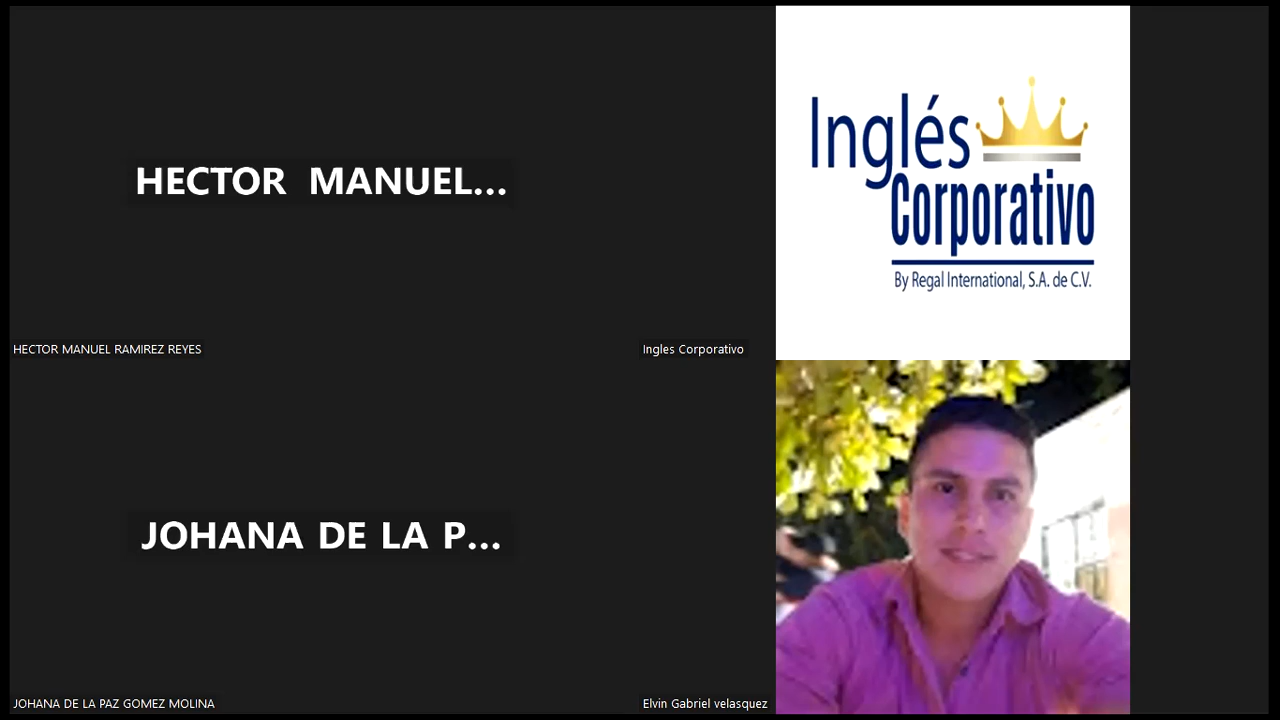 HECTOR  MANUEL...
HECTOR MANUEL RAMIREZ REYES
Inglés
Corporativo
By Regal International, S.A. de C.V.
Ingles Corporativo
JOHANA DE LA P...
JOHANA DE LA PAZ GOMEZ MOLINA
Elvin Gabriel velasquez